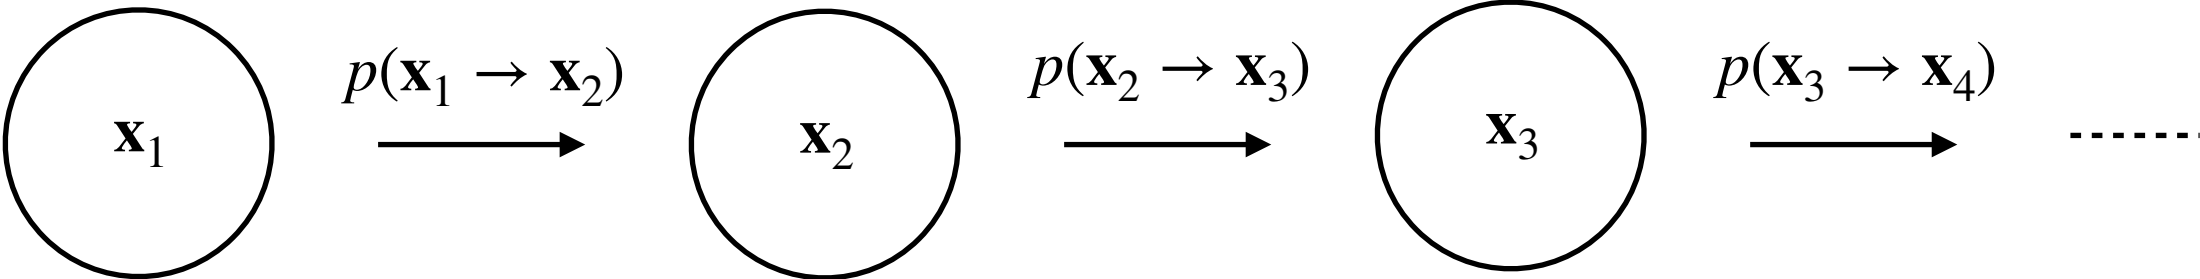 𝐱₁ p(𝐱₁ → 𝐱₂) 𝐱₂ p(𝐱₂ → 𝐱₃) 𝐱₃ p(𝐱₃ → 𝐱₄)